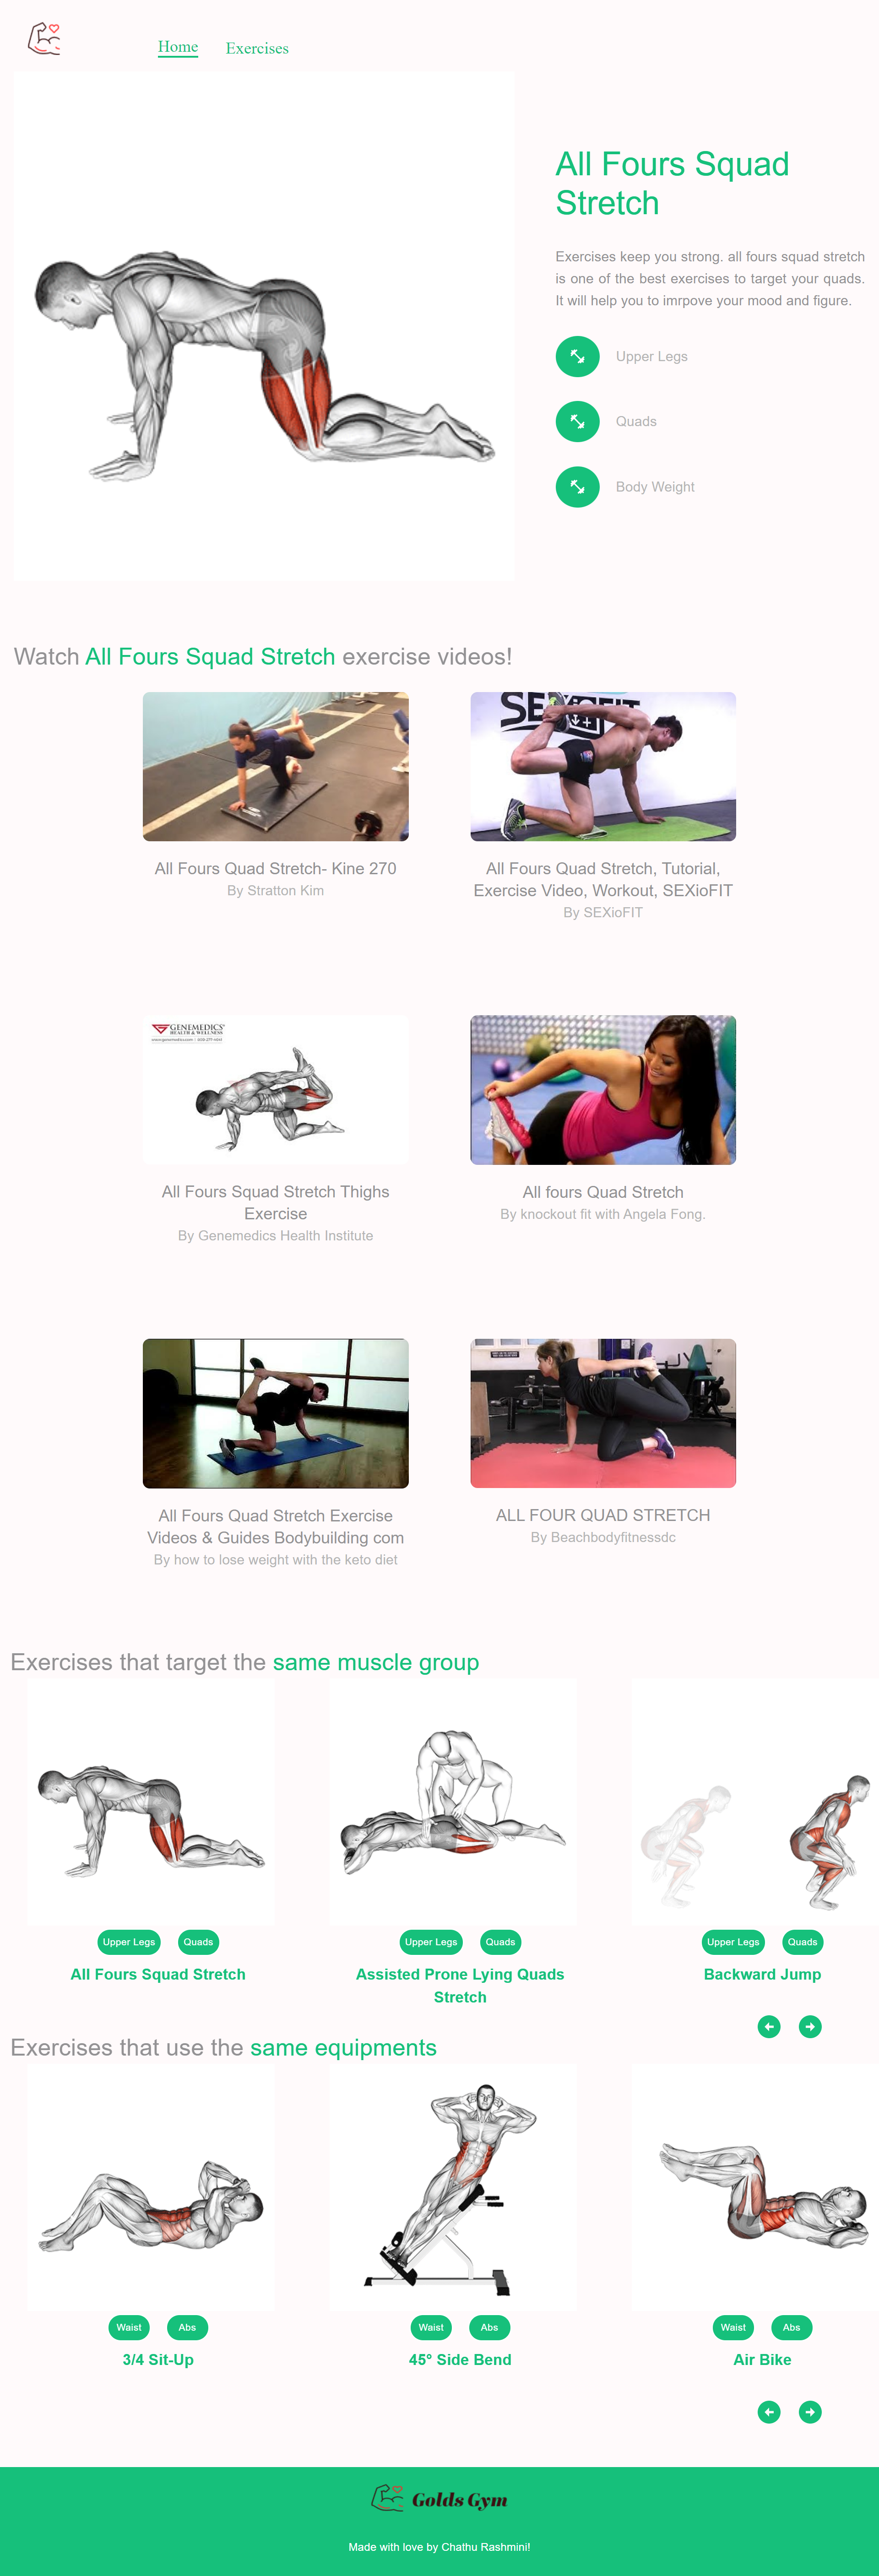 Home
Exercises
All Fours Squad
Stretch
Exercises keep you strong. all fours squad stretch
is one of the best exercises to target your quads.
It will help you to imrpove your mood and figure.
Upper Legs
Quads
Body Weight
Watch All Fours Squad Stretch exercise videos!
All Fours Quad Stretch- Kine 270
By Stratton Kim
All Fours Quad Stretch, Tutorial,
Exercise Video, Workout, SEXioFIT
By SEXioFIT
GENEMEDICS
HEALTH & WELLNESS
All Fours Squad Stretch Thighs
Exercise
By Genemedics Health Institute
All fours Quad Stretch
By knockout fit with Angela Fong.
All Fours Quad Stretch Exercise
Videos & Guides Bodybuilding com
By how to lose weight with the keto diet
ALL FOUR QUAD STRETCH
By Beachbodyfitnessdc
Exercises that target the same muscle group
Upper Legs
Quads
All Fours Squad Stretch
Upper Legs
Quads
Assisted Prone Lying Quads
Stretch
Upper Legs
Quads
Backward Jump
Exercises that use the same equipments
Waist
Abs
3/4 Sit-Up
Waist
Abs
45° Side Bend
Waist
Abs
Air Bike
Golds Gym
Made with love by Chathu Rashmini!